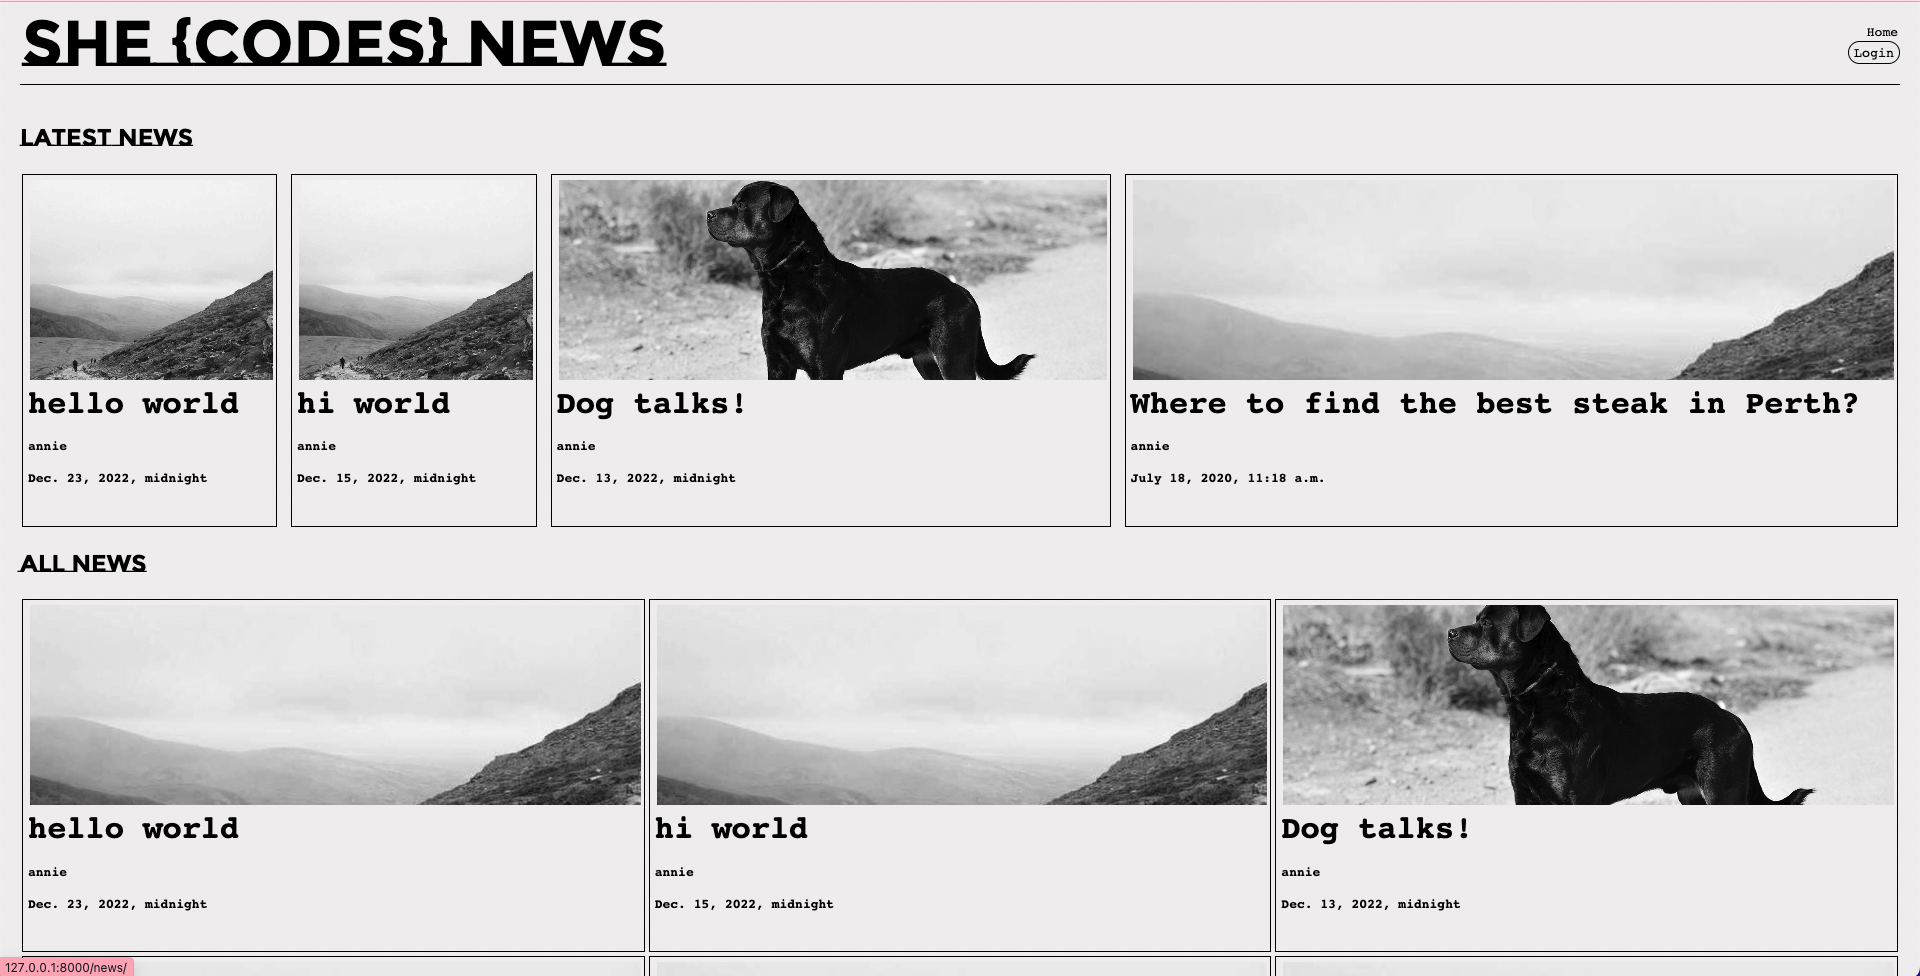 SHE {CODES} NEWS
Home
Login
LATEST NEWS
hello world
annie
Dec. 23, 2022, midnight
hi world
annie
Dec. 15, 2022, midnight
Dog talks!
annie
Dec. 13, 2022, midnight
Where to find the best steak in Perth?
annie
July 18, 2020, 11:18 a.m.
ALL NEWS
hello world
annie
Dec. 23, 2022, midnight
hi world
annie
Dec. 15, 2022, midnight
Dog talks!
annie
Dec. 13, 2022, midnight
127.0.0.1:8000/news/